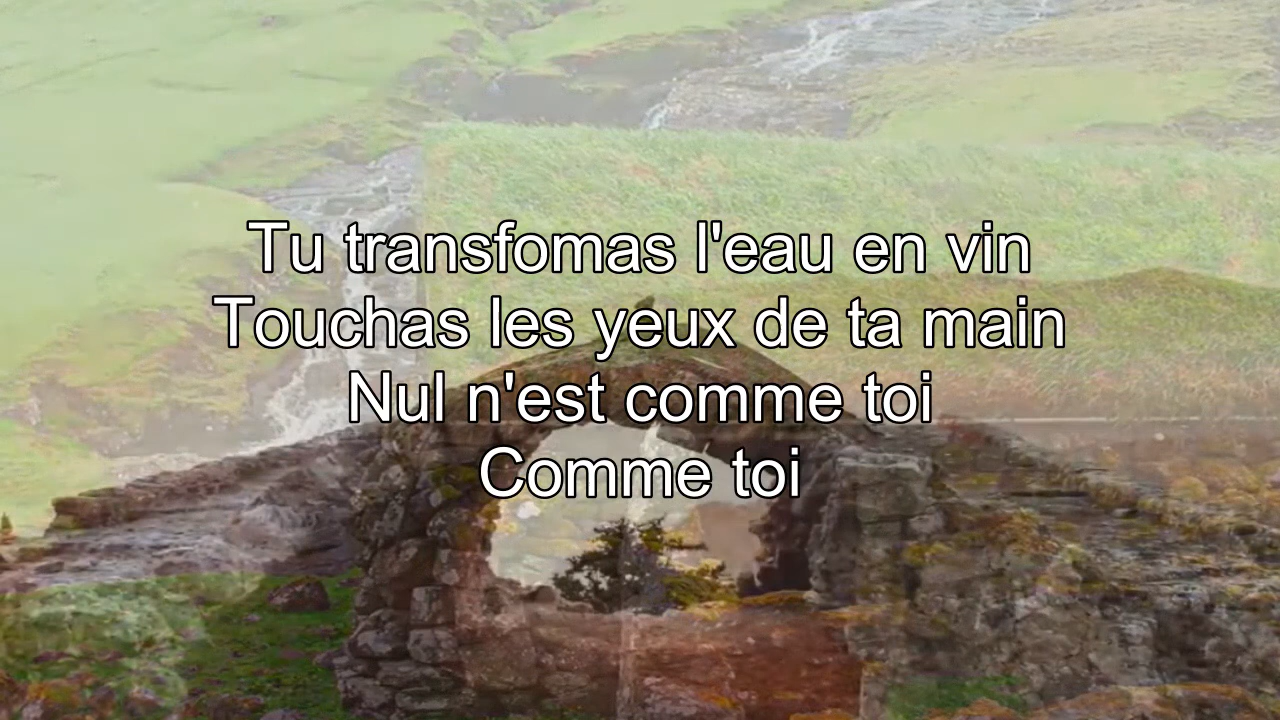 Tu transfomas l'eau en vin
Touchas les yeux de ta main
Nul n'est comme toi
Comme toi